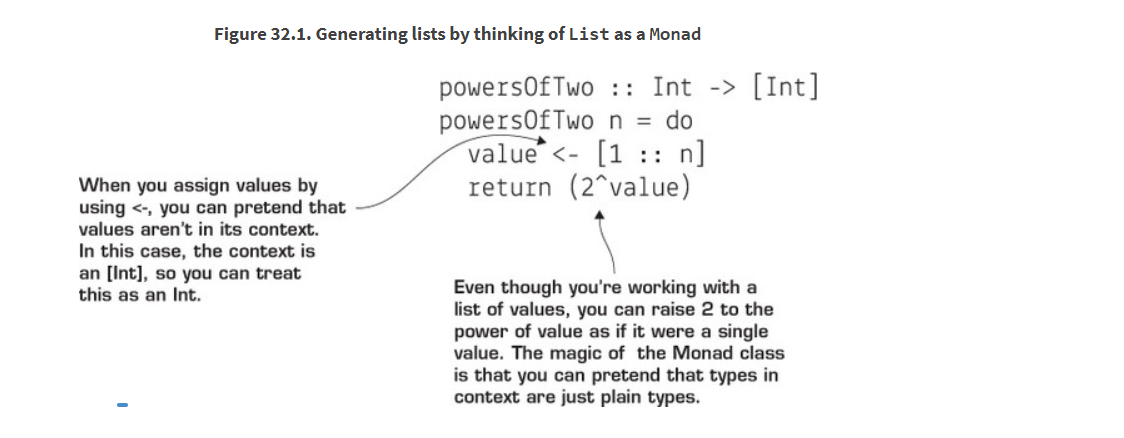 Figure 32.1. Generating lists by thinking of List as a Monad
powersOfTwo :: Int -> [Int]
powersOfTwo n = do
value <- [1 :: n]
return (2^value)
When you assign values by
using <-, you can pretend that
values aren't in its context.
In this case, the context is
an [Int], so you can treat
this as an Int.
Even though you're working with a
list of values, you can raise 2 to the
power of value as if it were a single
value. The magic of the Monad class
is that you can pretend that types in
context are just plain types.